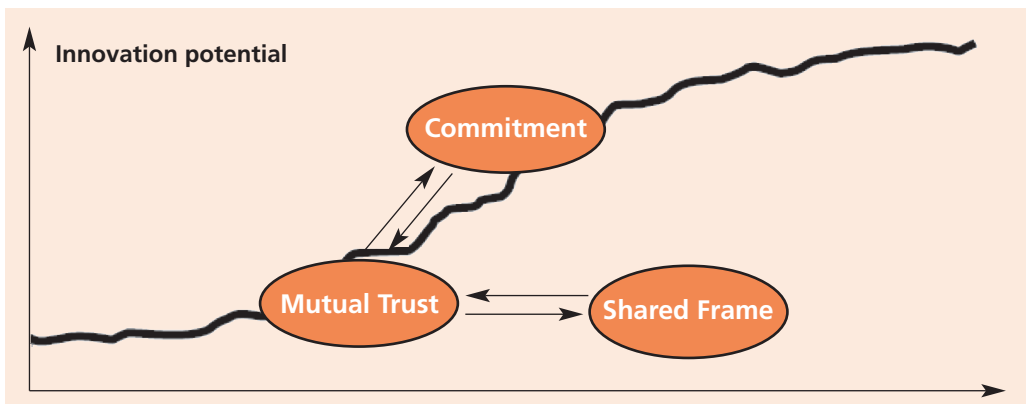 Innovation potential
Commitment
Mutual Trust
Shared Frame